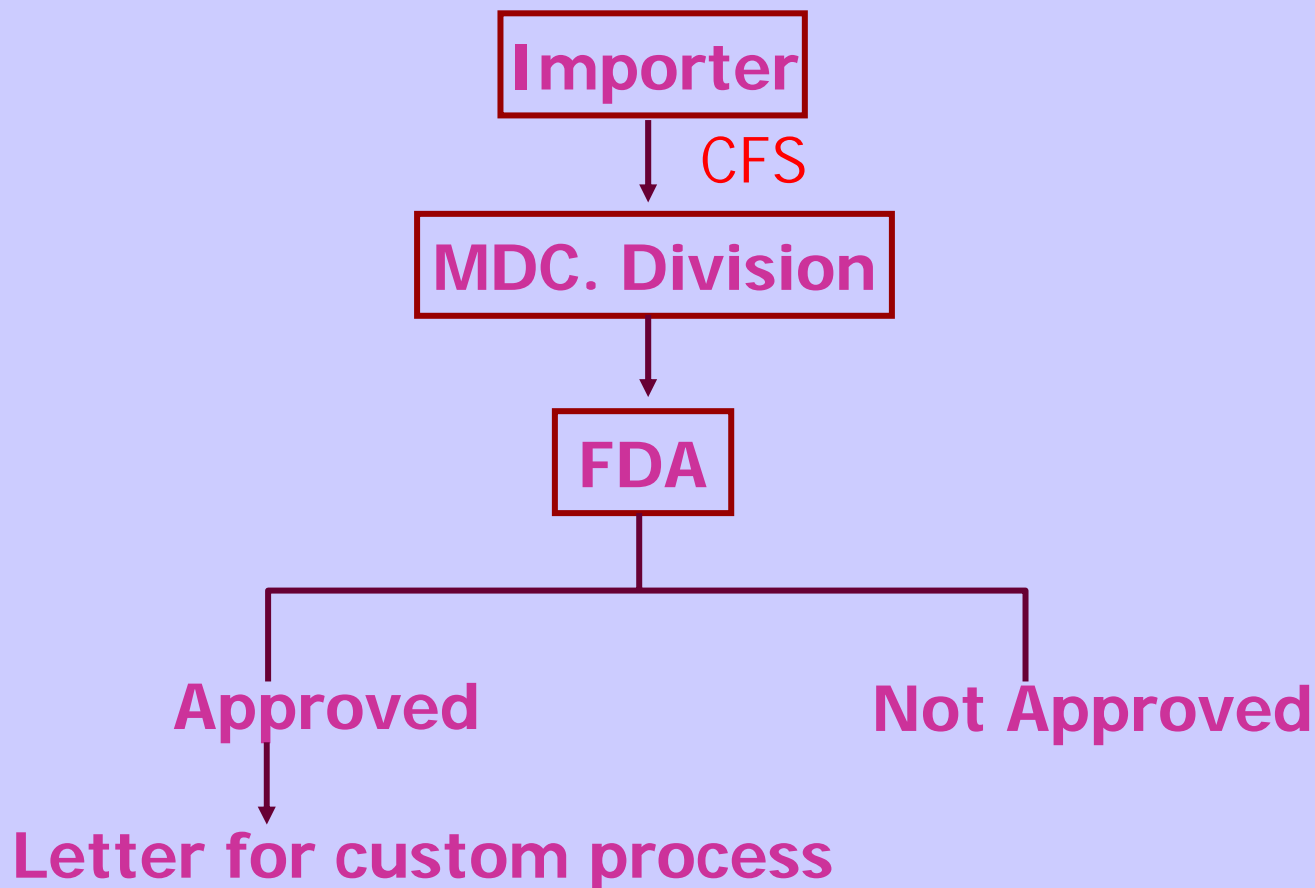 Importer
CFS
MDC. Division
FDA
Approved
Not Approved
Letter for custom process